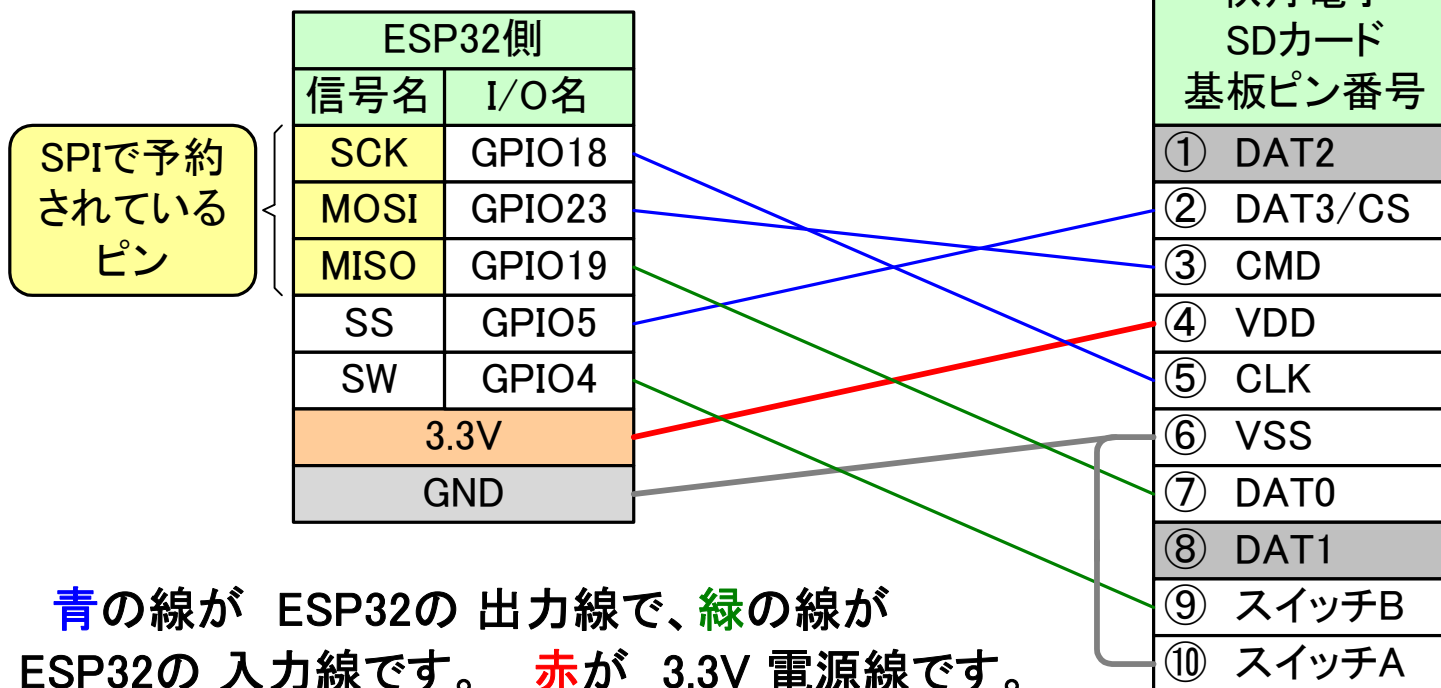 ESP32側
信号名 I/O名
SCK GPIO18
MOSI GPIO23
MISO GPIO19
SS GPIO5
SW GPIO4
3.3V
GND
SPIで予約
されている
ピン
SDカード
基板ピン番号
① DAT2
② DAT3/CS
③ CMD
④ VDD
⑤ CLK
⑥ VSS
⑦ DAT0
⑧ DAT1
⑨ スイッチB
⑩ スイッチA
青の線が ESP32の 出力線で、緑の線が
ESP32の 入力線です。 赤が 3.3V 電源線です。